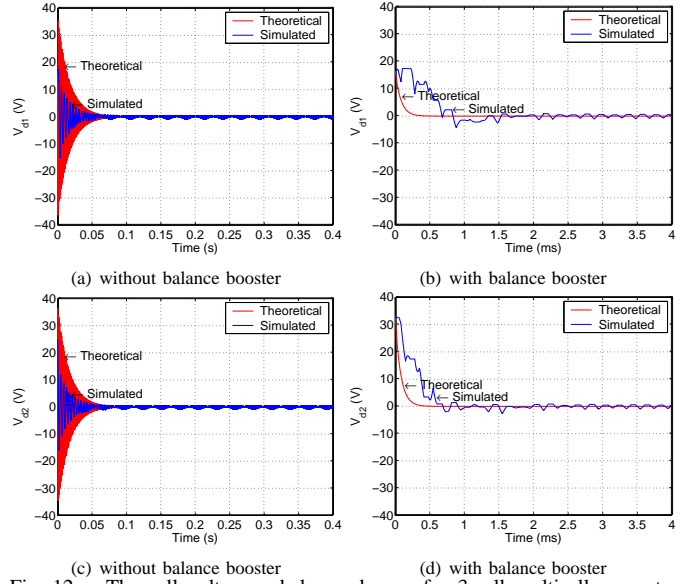 40
30
20
10
0
−10
−20
−30
−40
V_d1 (V)
Theoretical
Simulated
Theoretical
Simulated
0 0.05 0.1 0.15 0.2 0.25 0.3 0.35 0.4
Time (s)
(a) without balance booster
40
30
20
10
0
−10
−20
−30
−40
V_d1 (V)
Theoretical
Simulated
Theoretical
Simulated
0 0.5 1 1.5 2 2.5 3 3.5 4
Time (ms)
(b) with balance booster
40
30
20
10
0
−10
−20
−30
−40
V_d2 (V)
Theoretical
Simulated
Theoretical
Simulated
0 0.05 0.1 0.15 0.2 0.25 0.3 0.35 0.4
Time (s)
(c) without balance booster
40
30
20
10
0
−10
−20
−30
−40
V_d2 (V)
Theoretical
Simulated
Theoretical
Simulated
0 0.5 1 1.5 2 2.5 3 3.5 4
Time (ms)
(d) with balance booster